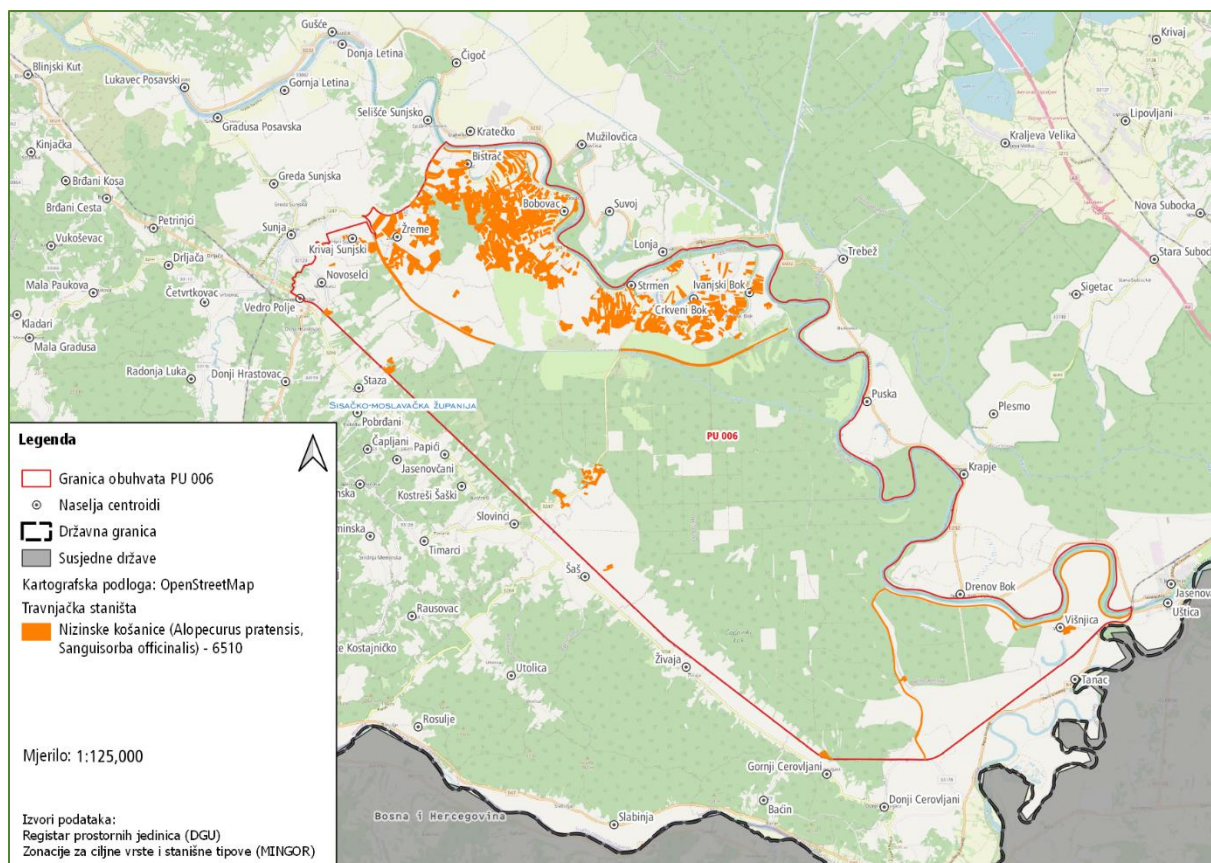 Gušće
Donja Letina
Čigoč
Krivaj
Blinjski Kut
Lukavec Posavski
Gornja Letina
Gradusa Posavska
Selišće Sunjsko
Kratečko
Mužilovčica
Lipovljani
Kraljeva Velika
Kinjačka
Bistrač
Brđani Kosa
Greda Sunjska
Brđani Cesta
Bobovac
Suvoj
Nova Subocka
Petrinjci
Sunja
Žreme
Krivaj Sunjski
Vukoševac
Lonja
Trebež
Stara Subocka
Drljača
Novoselci
Strmen
Ivanjski Bok
Mala Paukova
Četvrtkovac
Vedro Polje
Crkveni Bok
Sigetac
Kladari
Mala Gradusa
Radonja Luka
Donji Hrastovac
Staza
SISAČKO-MOSLAVAČKA ŽUPANIJA
Puska
Plesmo
Pobrđani
PU 006
Čapljani
Papići
Jasenovčani
Krapje
Kostreši Šaški
Slovinci
Timarci
Šaš
Drenov Bok
Jasenova
Uštica
Rausovac
Višnjica
Živaja
Utolica
Tanac
Rosulje
Gornji Cerovljani
Baćin
Donji Cerovljani
Slabinja
Bosna i Hercegovina
Legenda
Granica obuhvata PU 006
Naselja centroidi
Državna granica
Susjedne države
Kartografska podloga: OpenStreetMap
Travnjačka staništa
Nizinske košanice (Alopecurus pratensis,
Sanguisorba officinalis) - 6510
Mjerilo: 1:125,000
Izvori podataka:
Registar prostornih jedinica (DGU)
Zonacije za ciljne vrste i stanišne tipove (MINGOR)